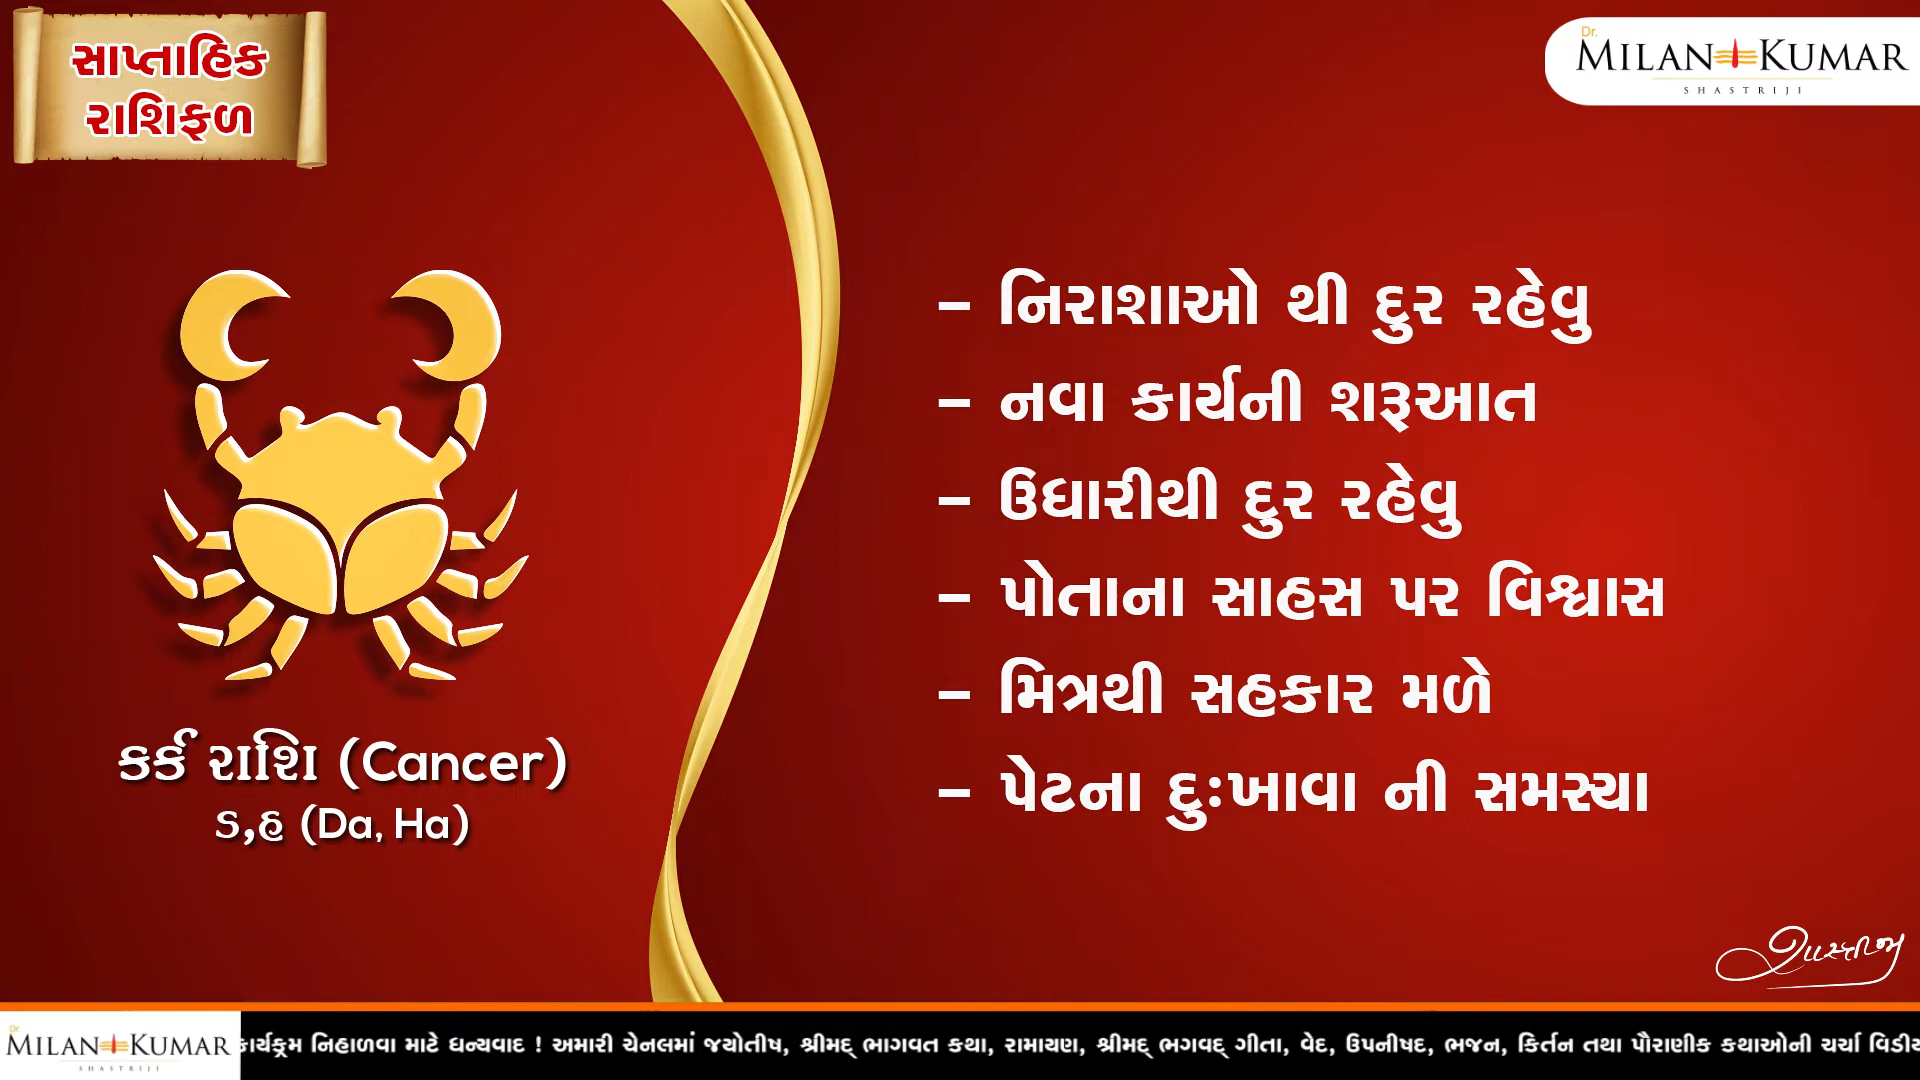 સાપ્તાહિક
રાશિફળ
Dr.
MILAN KUMAR
SHASTRIJI
– નિરાશાઓ થી દુર રહેવુ
– નવા કાર્યની શરૂઆત
– ઉધારીથી દુર રહેવુ
– પોતાના સાહસ પર વિશ્વાસ
– મિત્રથી સહકાર મળે
– પેટના દુઃખાવા ની સમસ્યા
કર્ક રાશિ (Cancer)
ડ,હ (Da, Ha)
શાસ્ત્રીજી
Dr
MILAN KUMAR
SHASTRIJI
કાર્યક્રમ નિહાળવા માટે ધન્યવાદ ! અમારી ચેનલમાં જયોતીષ, શ્રીમદ્ ભાગવત કથા, રામાયણ, શ્રીમદ્ ભગવદ્ ગીતા, વેદ, ઉપનીષદ, ભજન, કિર્તન તથા પૌરાણીક કથાઓની ચર્ચા